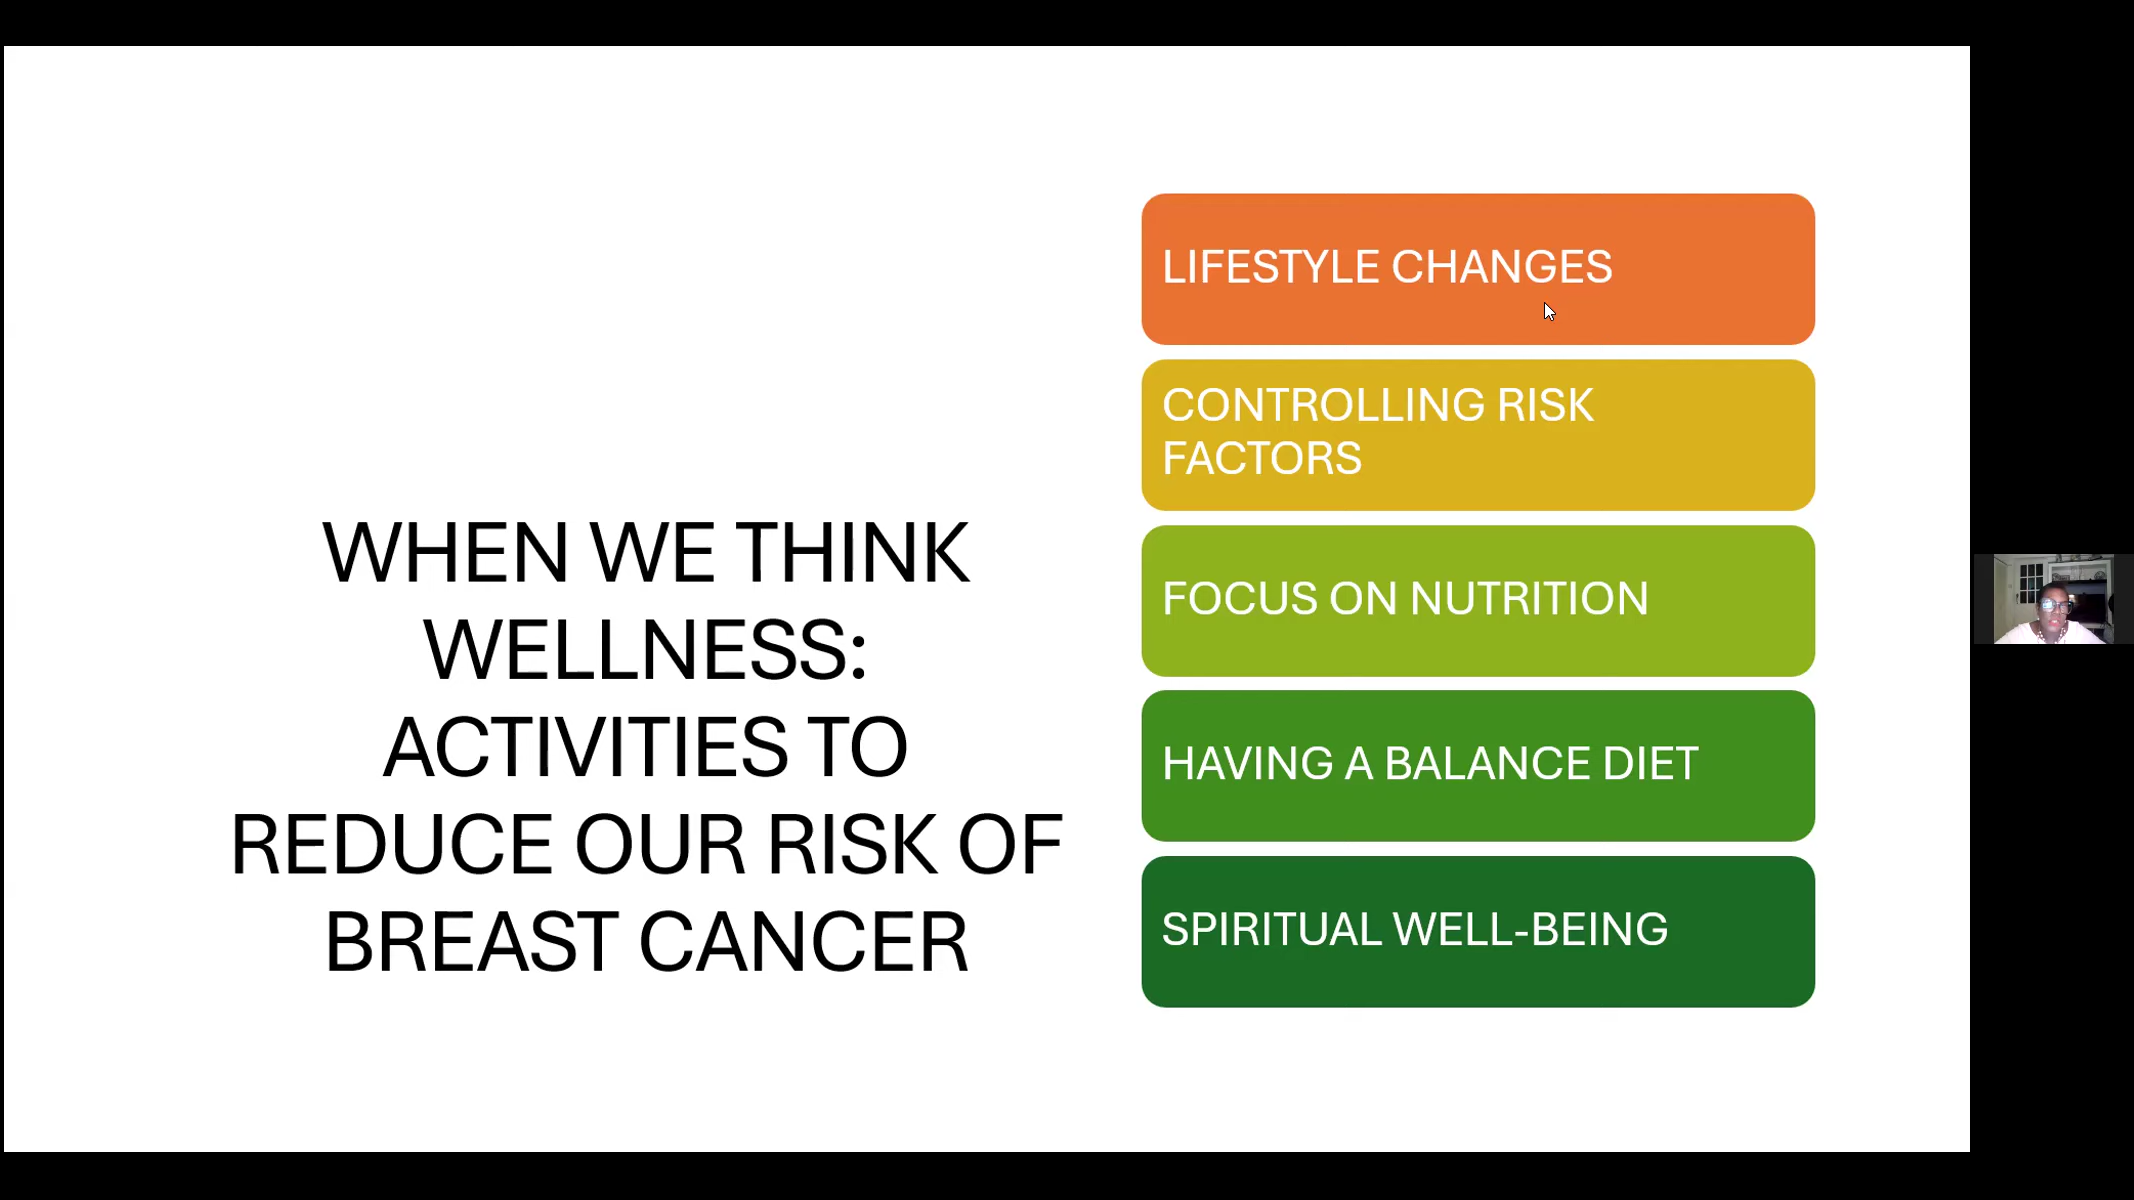 WHEN WE THINK
WELLNESS:
ACTIVITIES TO
REDUCE OUR RISK OF
BREAST CANCER
LIFESTYLE CHANGES
CONTROLLING RISK
FACTORS
FOCUS ON NUTRITION
HAVING A BALANCE DIET
SPIRITUAL WELL-BEING